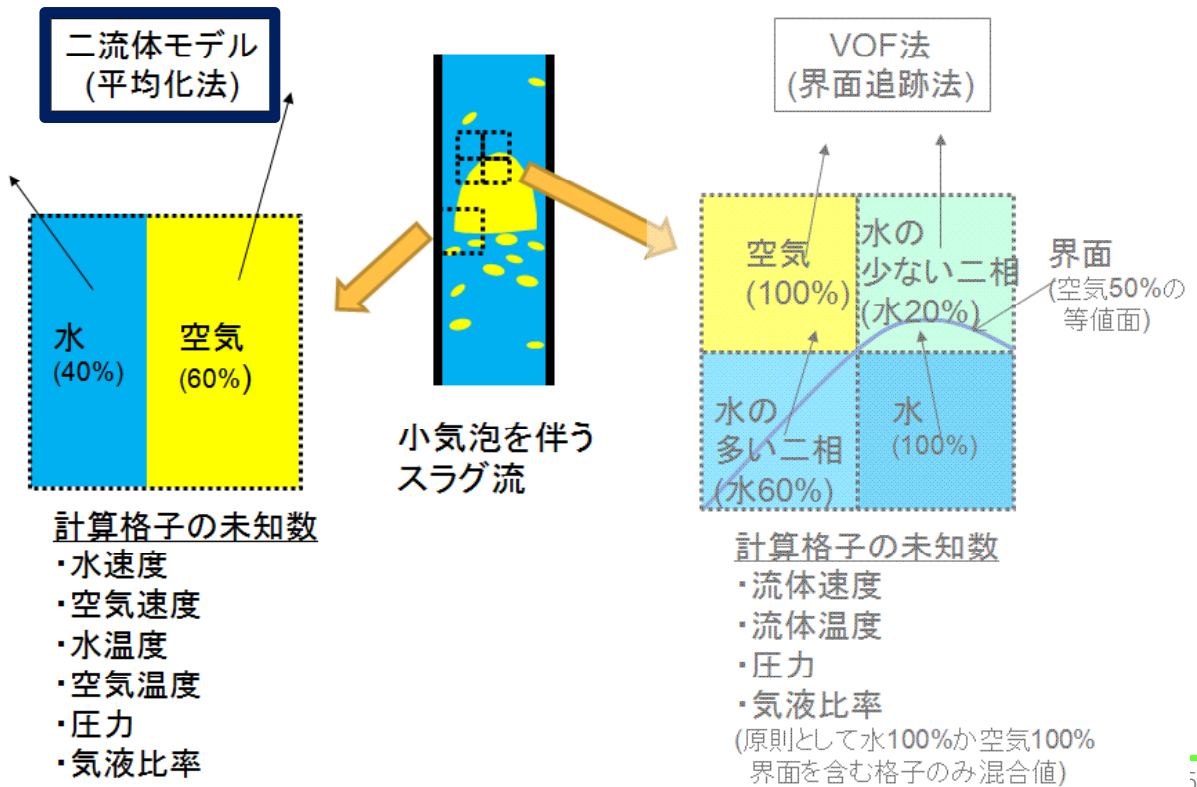 二流体モデル
(平均化法)
水
(40%)
空気
(60%)
計算格子の未知数
・水速度
・空気速度
・水温度
・空気温度
・圧力
・気液比率
小気泡を伴う
スラグ流
VOF法
(界面追跡法)
空気
(100%)
水の
少ない二相
(水20%)
界面
(空気50%の
等値面)
水の
多い二相
(水60%)
水
(100%)
計算格子の未知数
・流体速度
・流体温度
・圧力
・気液比率
(原則として水100%か空気100%
界面を含む格子のみ混合値)
5